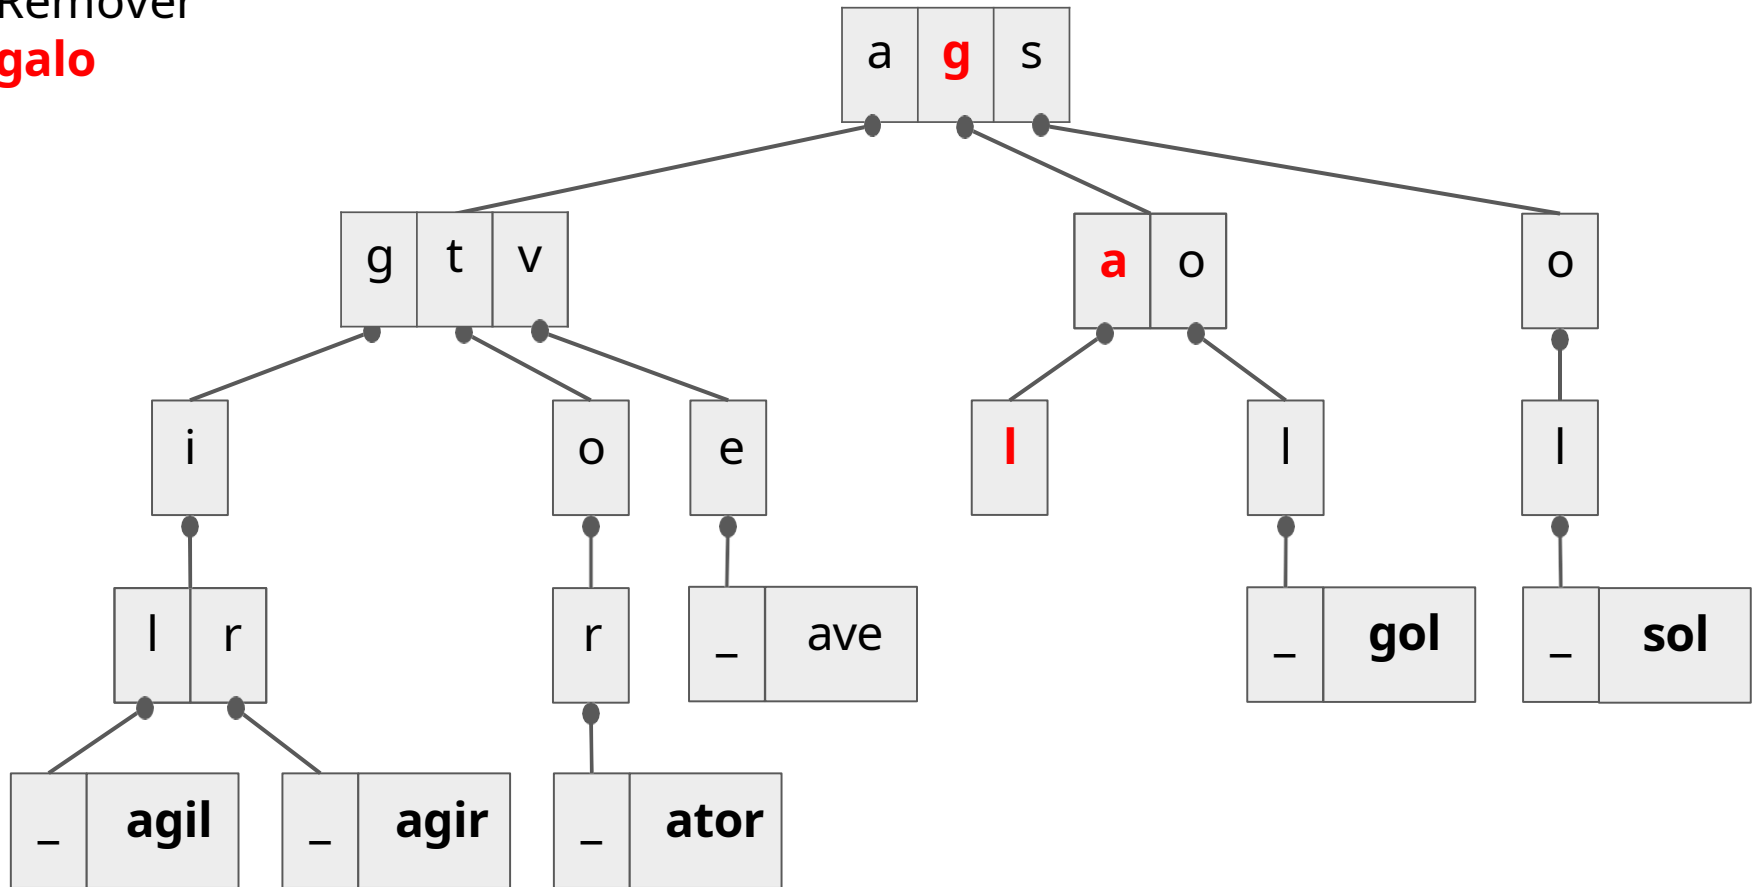 Remover
galo
a g s
g t v
a o
o
i
o
e
l
l
l
l r
r
_ ave
_ gol
_ sol
_ agil
_ agir
_ ator